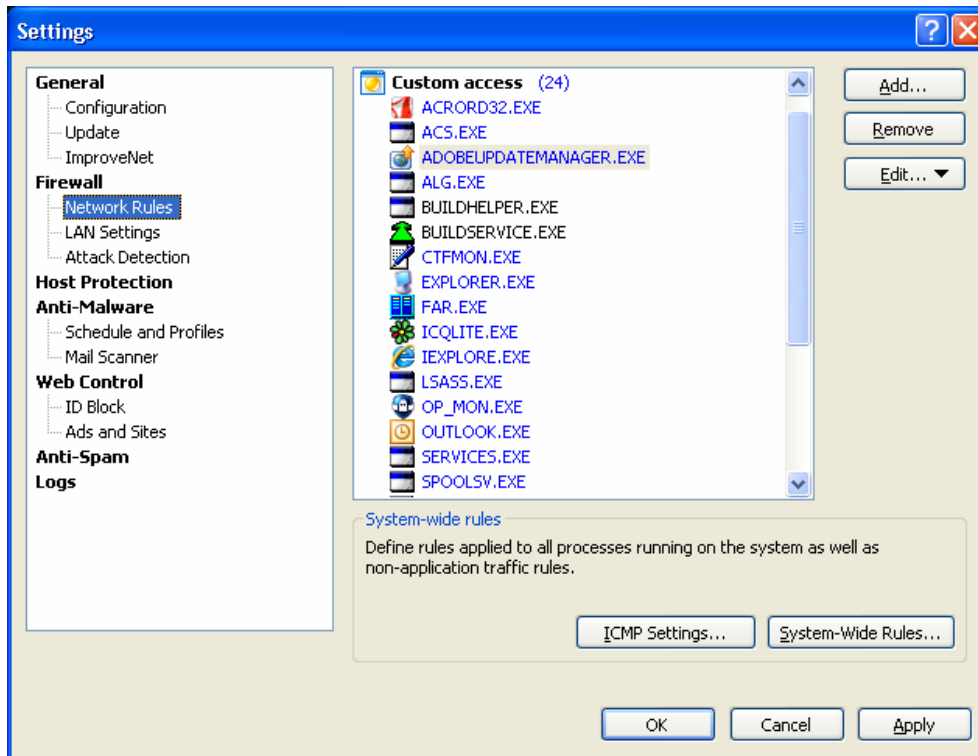 Settings
General
Configuration
Update
ImproveNet
Firewall
Network Rules
LAN Settings
Attack Detection
Host Protection
Anti-Malware
Schedule and Profiles
Mail Scanner
Web Control
ID Block
Ads and Sites
Anti-Spam
Logs
Custom access (24)
ACRORD32.EXE
ACS.EXE
ADOBEUPDATEMANAGER.EXE
ALG.EXE
BUILDHELPER.EXE
BUILDSERVICE.EXE
CTFMON.EXE
EXPLORER.EXE
FAR.EXE
ICQLITE.EXE
IEXPLORE.EXE
LSASS.EXE
OP_MON.EXE
OUTLOOK.EXE
SERVICES.EXE
SPOOLSV.EXE
Add...
Remove
Edit...
System-wide rules
Define rules applied to all processes running on the system as well as
non-application traffic rules.
ICMP Settings...
System-Wide Rules...
OK
Cancel
Apply